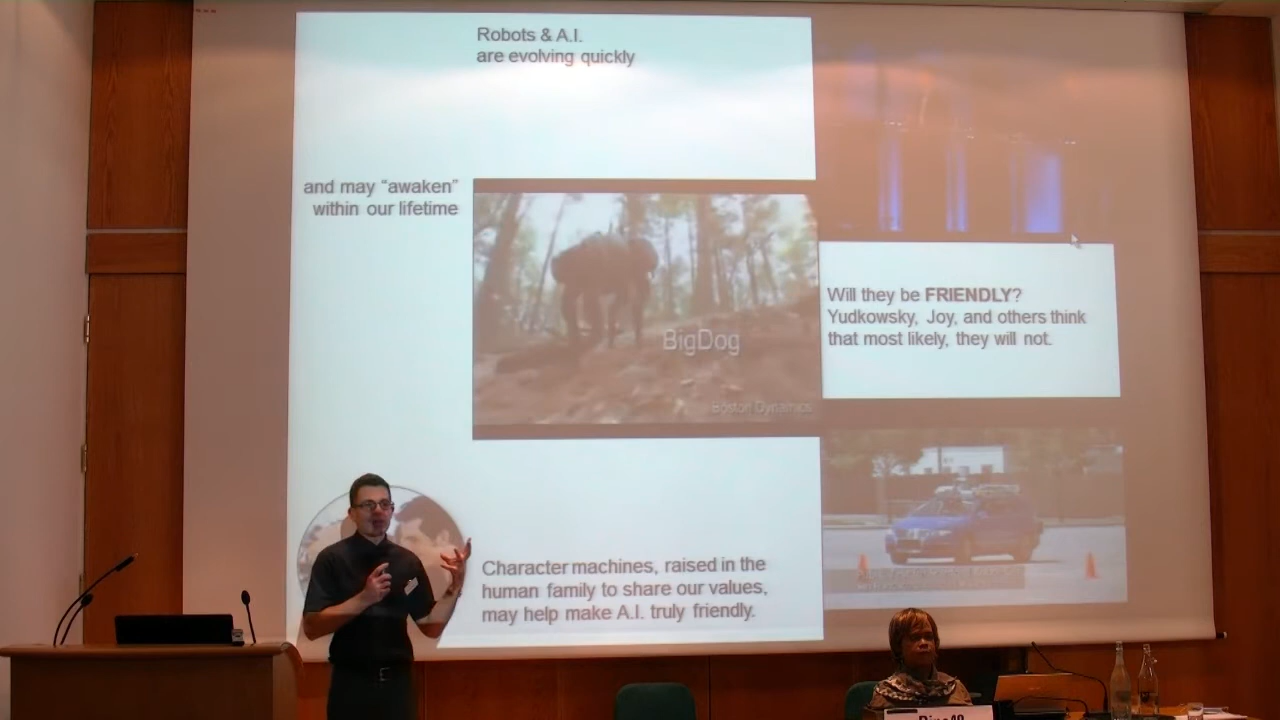 Robots & A.I.
are evolving quickly
and may “awaken”
within our lifetime
BigDog
Boston Dynamics
Will they be FRIENDLY?
Yudkowsky, Joy, and others think
that most likely, they will not.
Character machines, raised in the
human family to share our values,
may help make A.I. truly friendly.